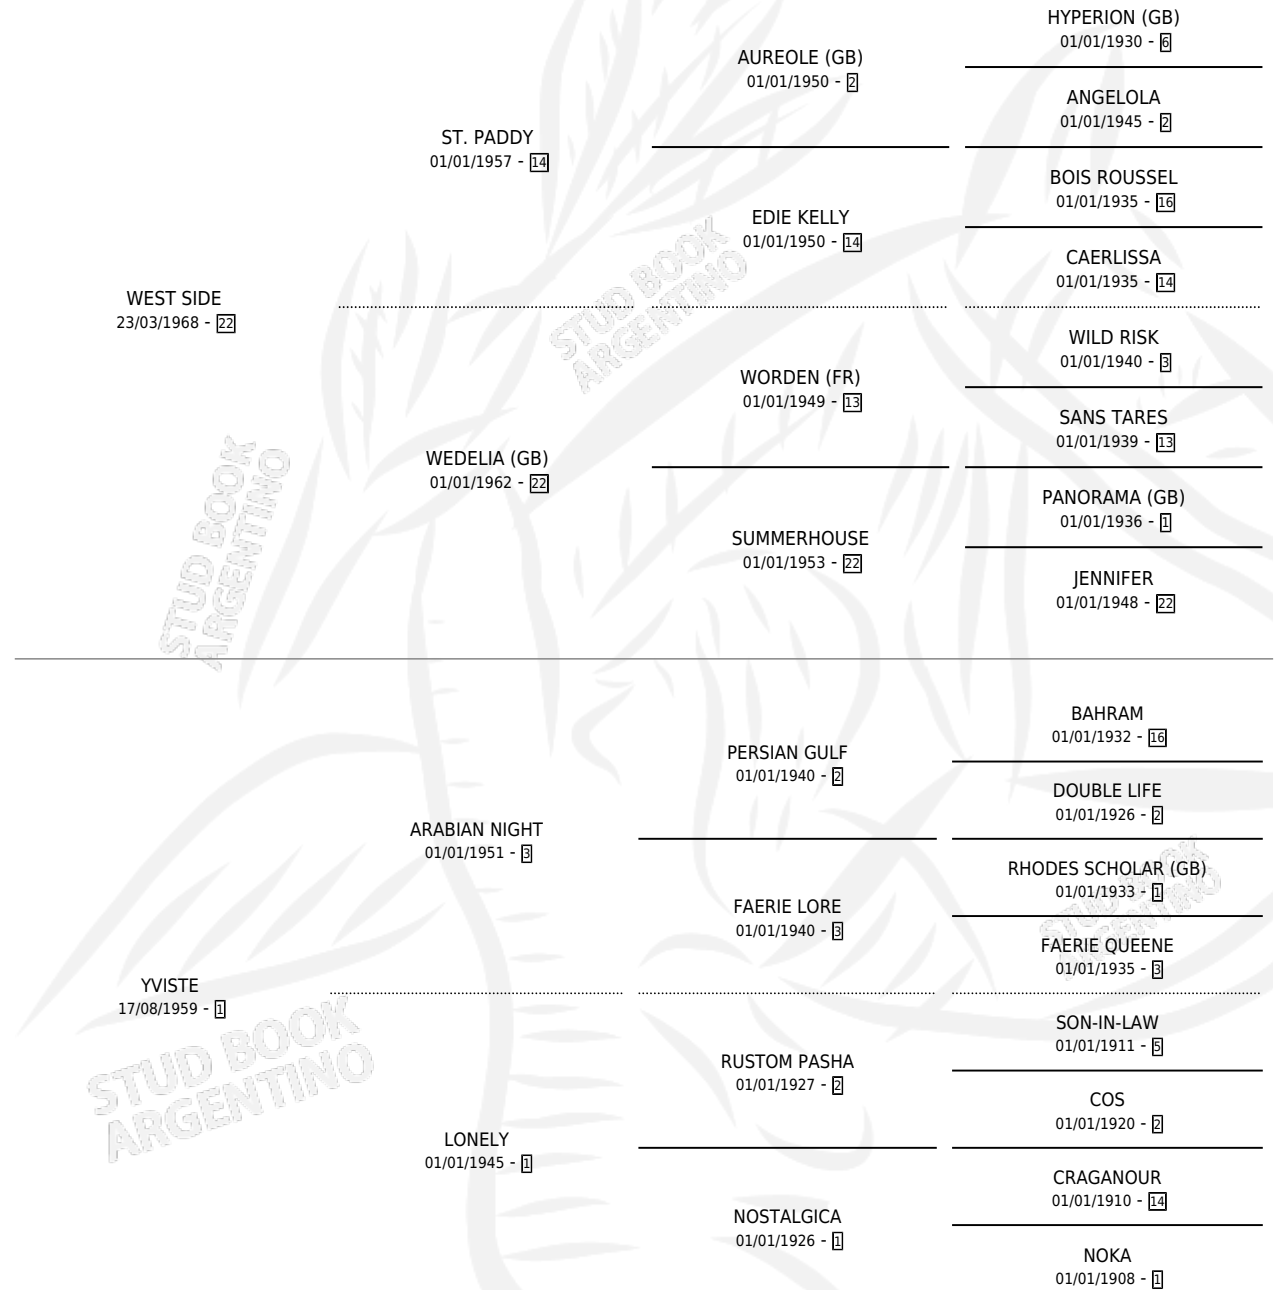 HYPERION (GB)
01/01/1930 - 6
AUREOLE (GB)
01/01/1950 - 2
ANGELOLA
01/01/1945 - 2
ST. PADDY
01/01/1957 - 14
BOIS ROUSSEL
01/01/1935 - 16
EDIE KELLY
01/01/1950 - 14
CAERLISSA
01/01/1935 - 14
WEST SIDE
23/03/1968 - 22
WILD RISK
01/01/1940 - 3
WORDEN (FR)
01/01/1949 - 13
SANS TARES
01/01/1939 - 13
WEDELIA (GB)
01/01/1962 - 22
PANORAMA (GB)
01/01/1936 - 1
SUMMERHOUSE
01/01/1953 - 22
JENNIFER
01/01/1948 - 22
STUD BOOK
ARGENTINO
STUD BOOK
ARGENTINO
BAHRAM
01/01/1932 - 16
PERSIAN GULF
01/01/1940 - 2
DOUBLE LIFE
01/01/1926 - 2
ARABIAN NIGHT
01/01/1951 - 3
RHODES SCHOLAR (GB)
01/01/1933 - 1
FAERIE LORE
01/01/1940 - 3
FAERIE QUEENE
01/01/1935 - 3
STUD BOOK
ARGENTINO
YVISTE
17/08/1959 - 1
SON-IN-LAW
01/01/1911 - 5
RUSTOM PASHA
01/01/1927 - 2
COS
01/01/1920 - 2
STUD BOOK
ARGENTINO
LONELY
01/01/1945 - 1
CRAGANOUR
01/01/1910 - 14
NOSTALGICA
01/01/1926 - 1
NOKA
01/01/1908 - 1